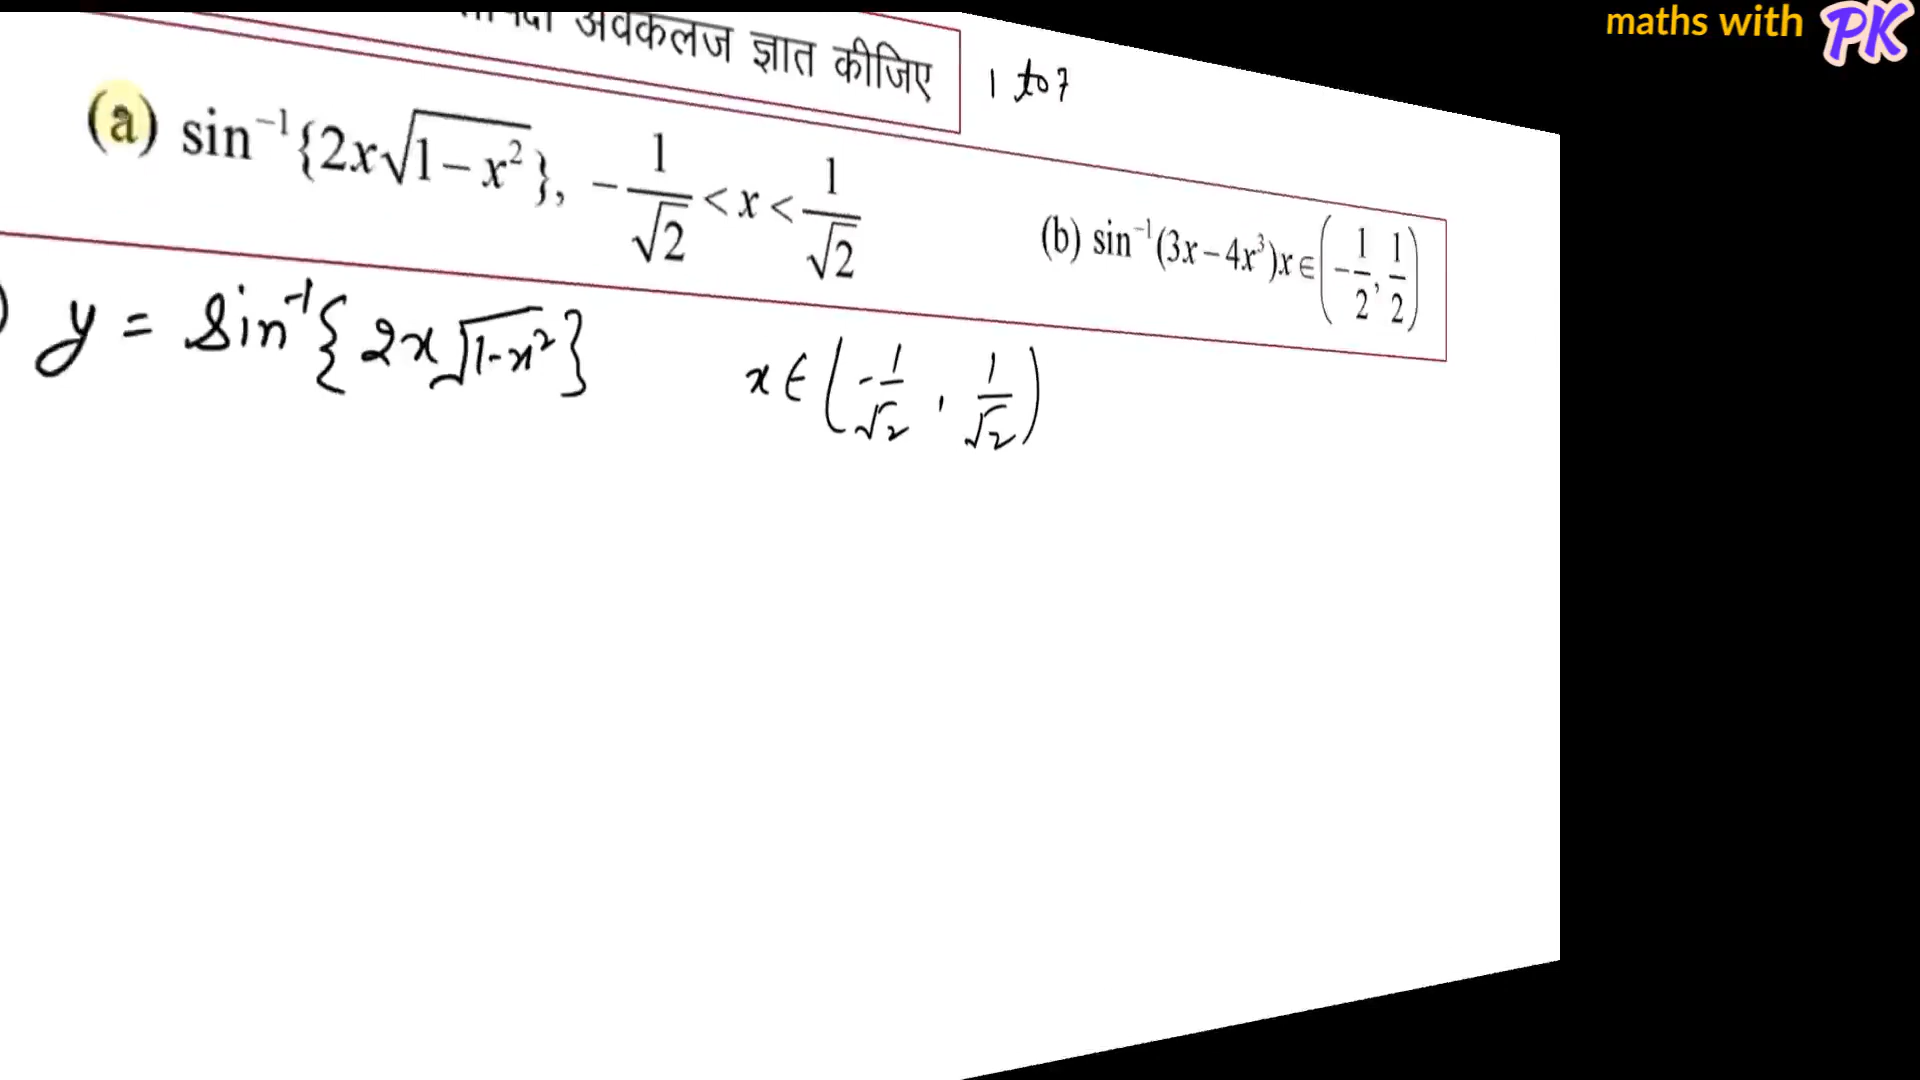 maths with PK
अवकलज ज्ञात कीजिए 1 to 7
(a) sin⁻¹{2x√(1−x²)}, −1/√2 < x < 1/√2
(b) sin⁻¹(3x−4x³)x∈(−1/2, 1/2)
) y = sin⁻¹{2x√(1-x²)} x ∈ (-1/√2, 1/√2)